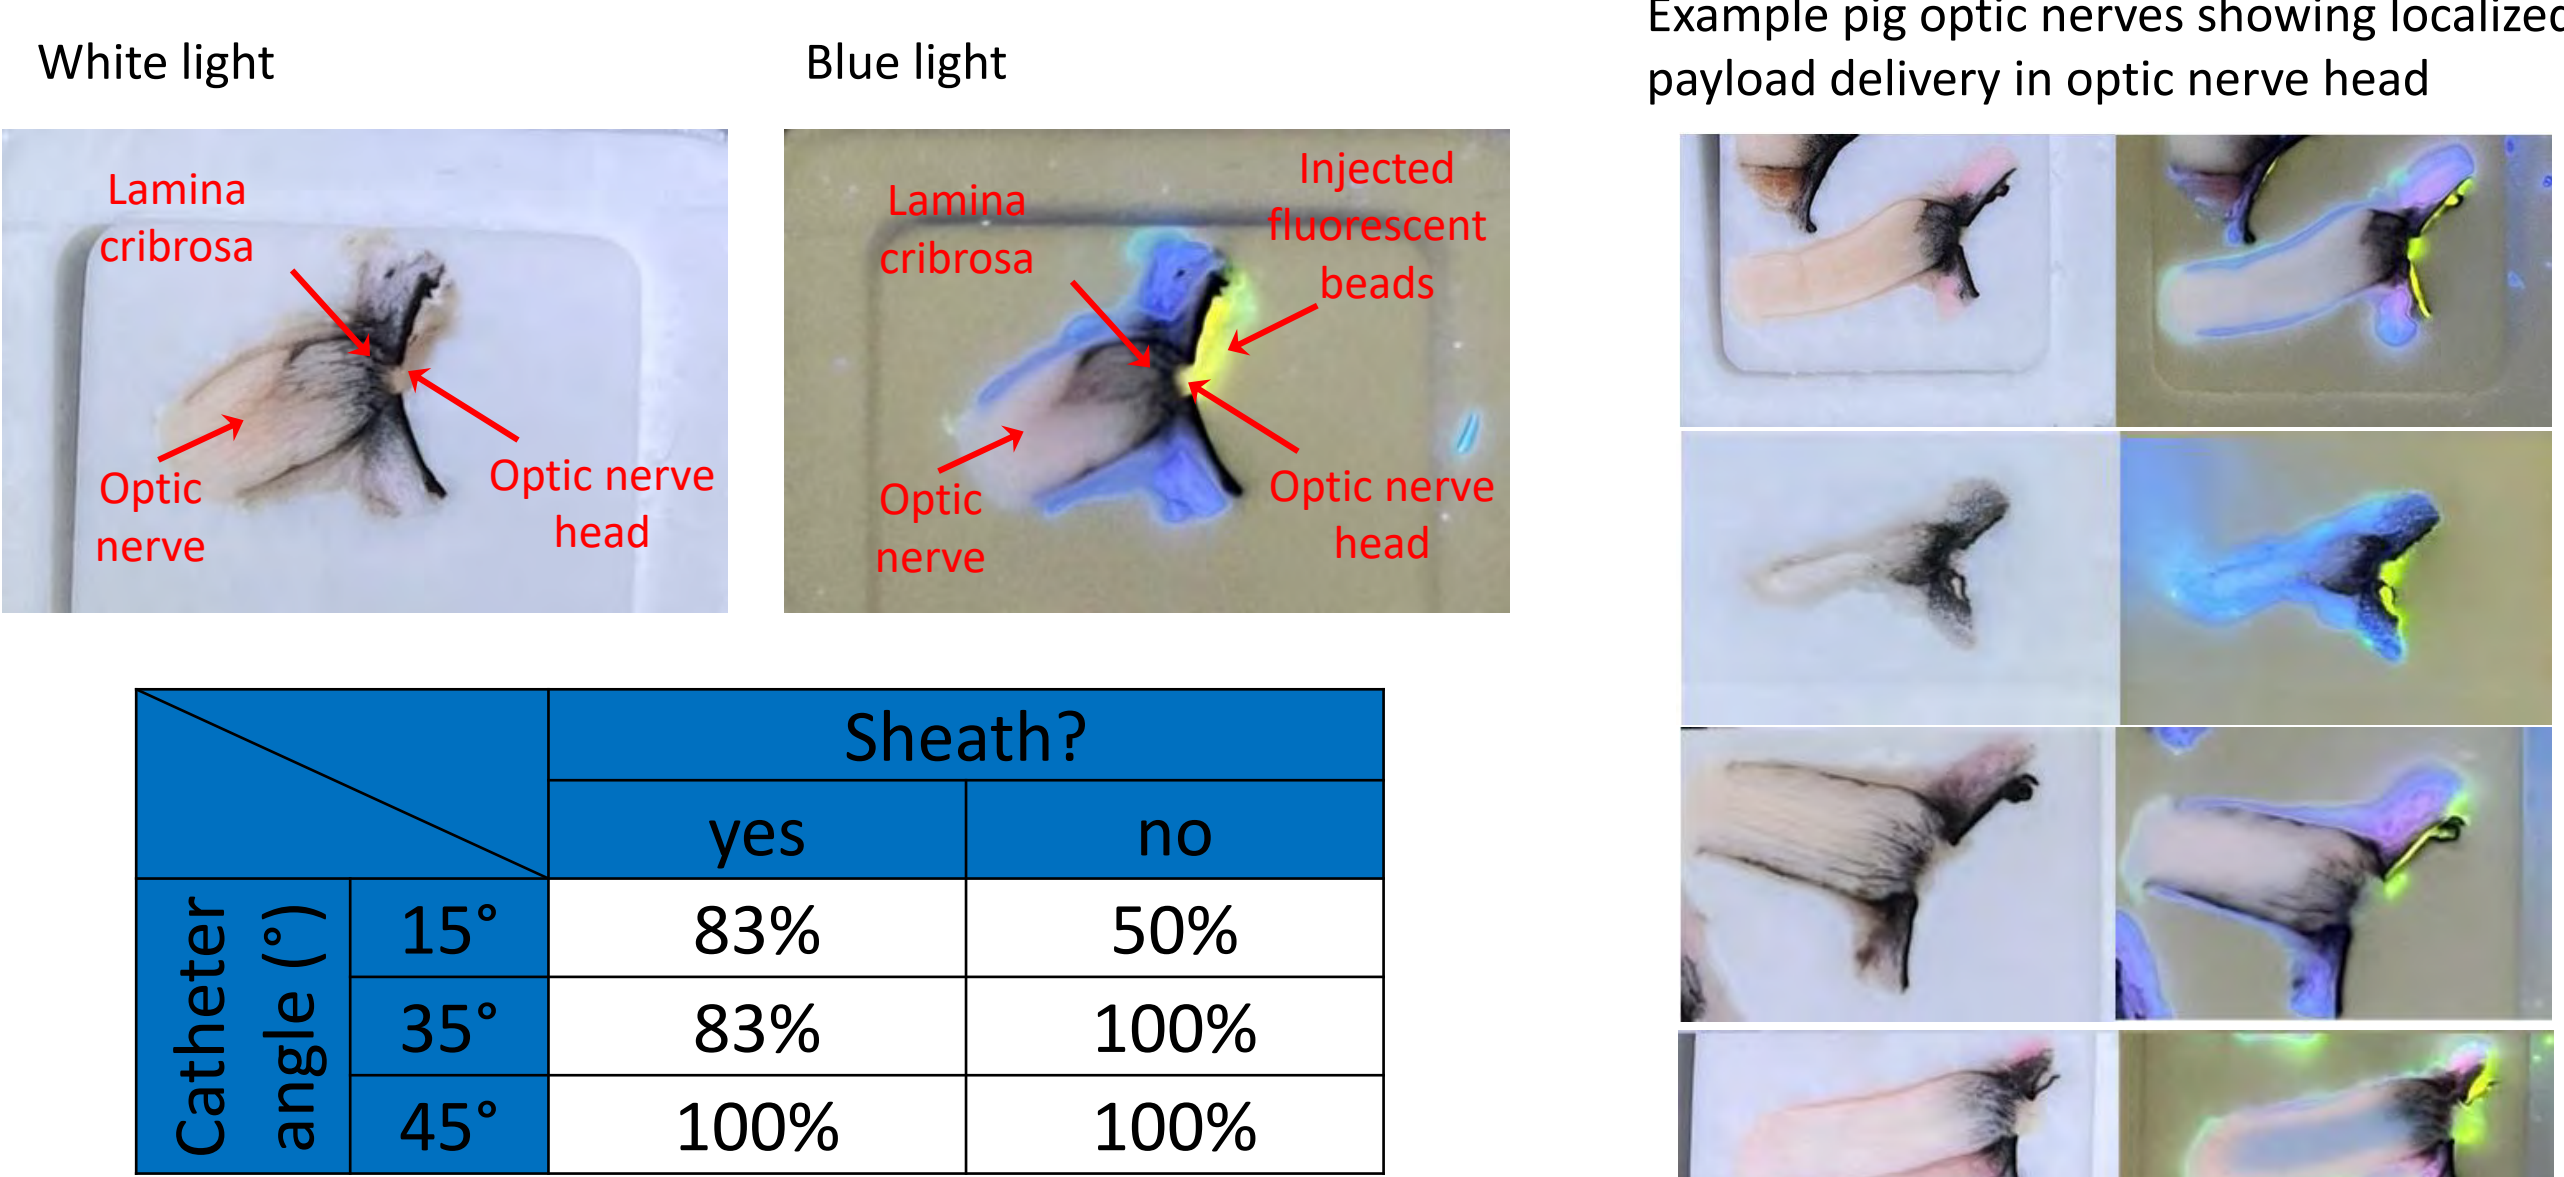 White light
Lamina
cribrosa
Optic
nerve
Optic nerve
head
Blue light
Lamina
cribrosa
Injected
fluorescent
beads
Optic
nerve
Optic nerve
head
Example pig optic nerves showing localized
payload delivery in optic nerve head
Sheath?
yes no
Catheter
angle (°)
15° 83% 50%
35° 83% 100%
45° 100% 100%